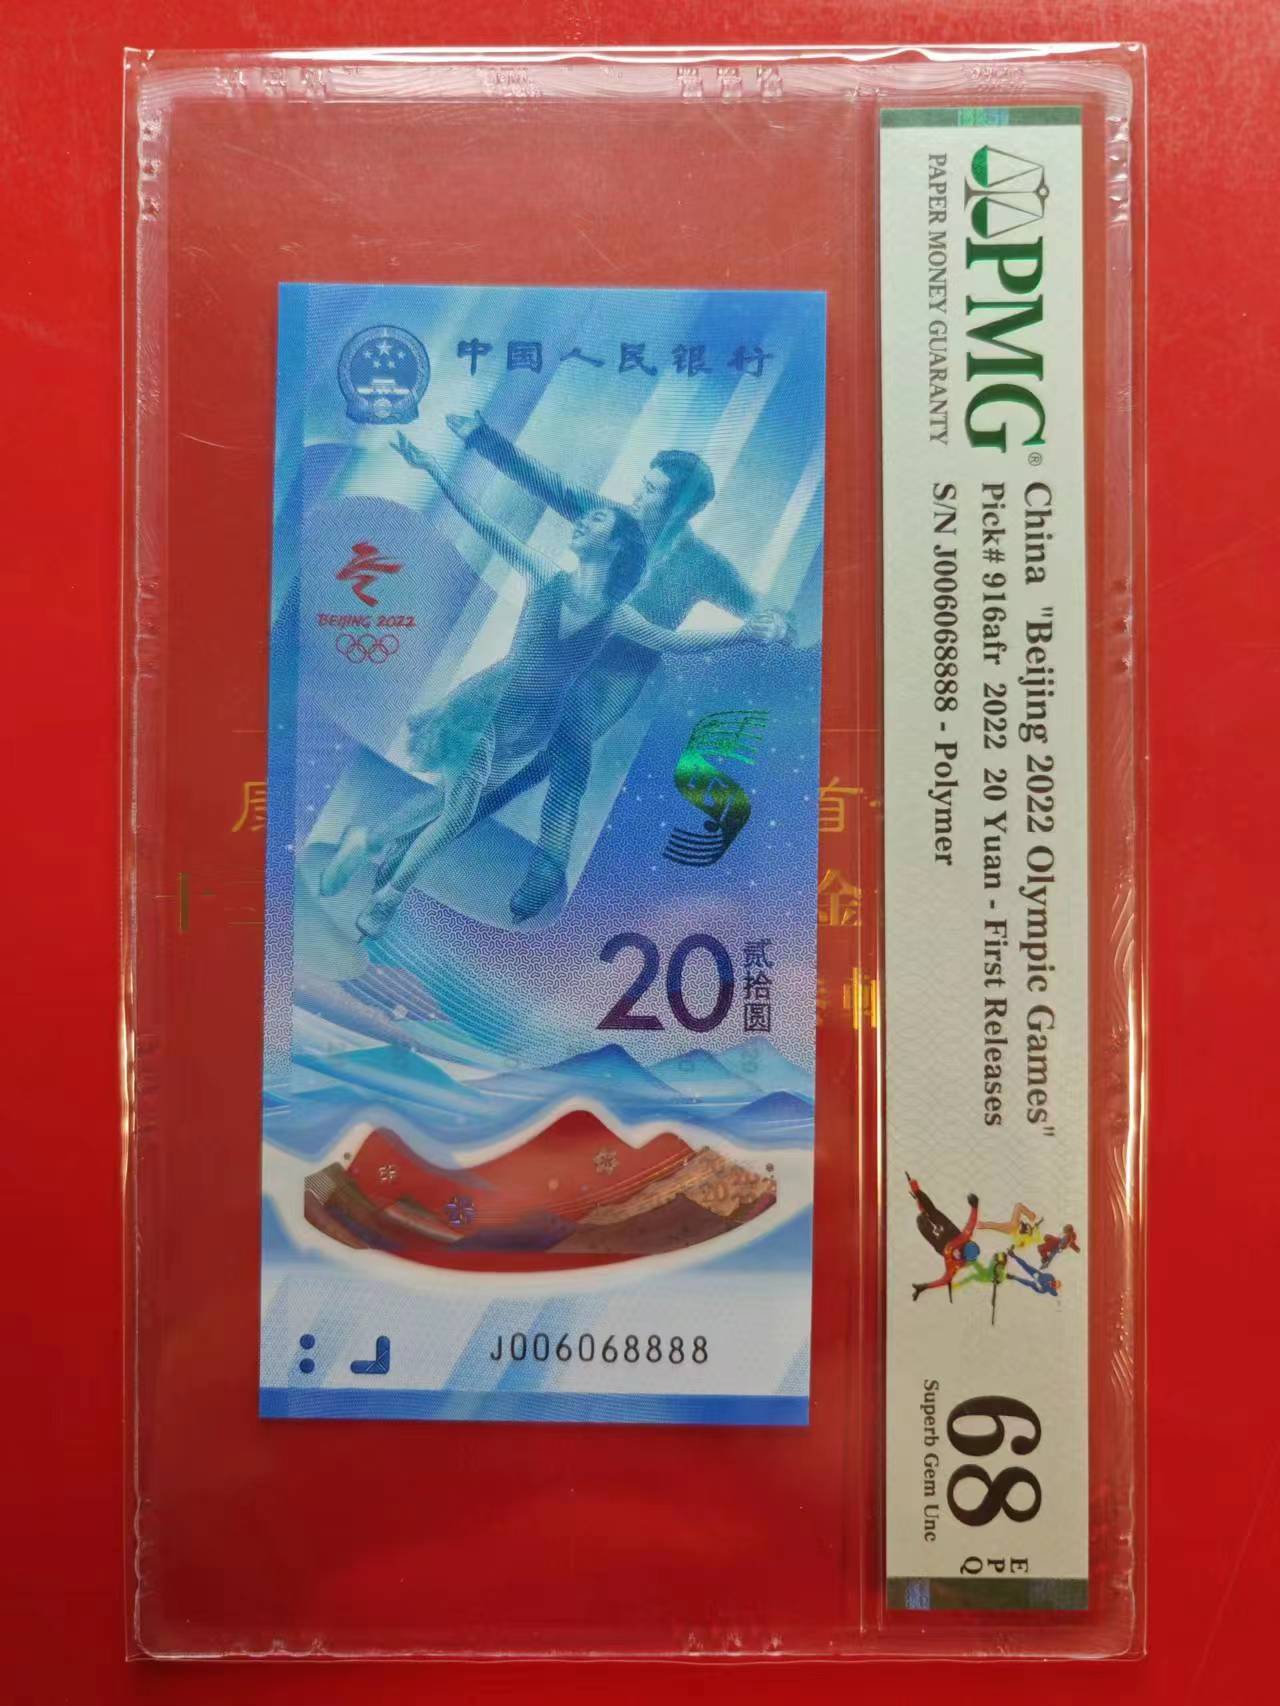 中国人民银行
BEIJING 2022
20 贰拾圆
J006068888
PMG®
PAPER MONEY GUARANTY
China "Beijing 2022 Olympic Games"
Pick# 916afr 2022 20 Yuan - First Releases
S/N J006068888 - Polymer
68 EPQ
Superb Gem Unc